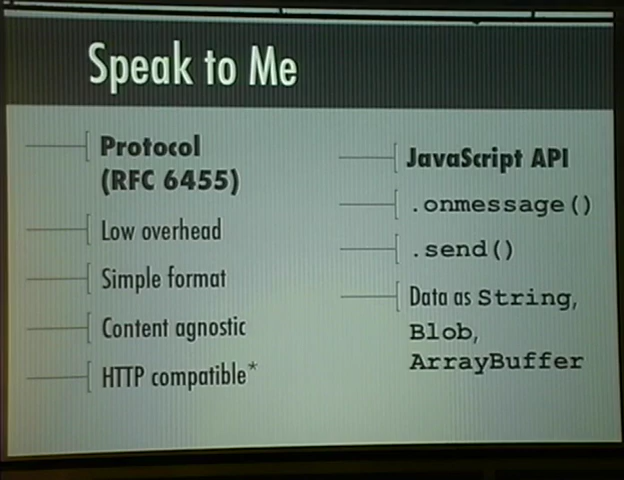 Speak to Me
Protocol
(RFC 6455)
Low overhead
Simple format
Content agnostic
HTTP compatible*
JavaScript API
.onmessage()
.send()
Data as String,
Blob,
ArrayBuffer